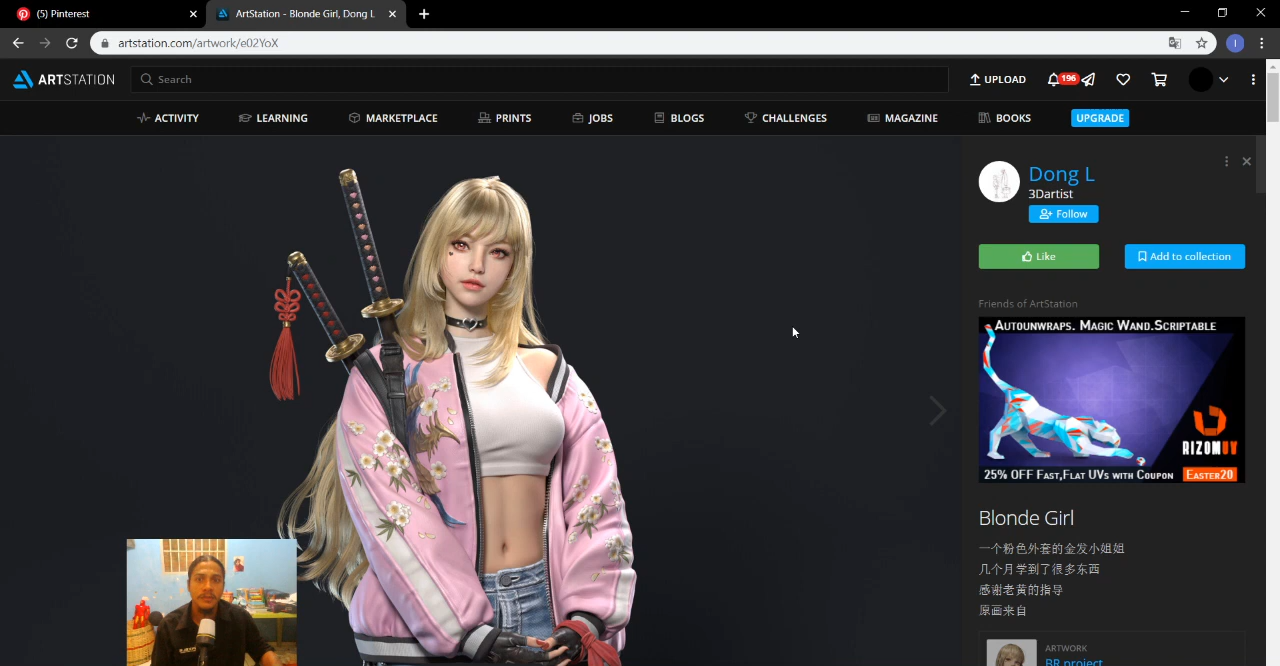 (5) Pinterest
ArtStation - Blonde Girl, Dong L
artstation.com/artwork/e02YoX
ARTSTATION
Search
UPLOAD
196
I
ACTIVITY
LEARNING
MARKETPLACE
PRINTS
JOBS
BLOGS
CHALLENGES
MAGAZINE
BOOKS
UPGRADE
Dong L
3Dartist
Follow
Like
Add to collection
Friends of ArtStation
AUTOUNWRAPS. MAGIC WAND.SCRIPTABLE
RIZOMUV
25% OFF FAST,FLAT UVS WITH COUPON EASTER20
Blonde Girl
一个粉色外套的金发小姐姐
几个月学到了很多东西
感谢老黄的指导
原画来自
ARTWORK
BR project